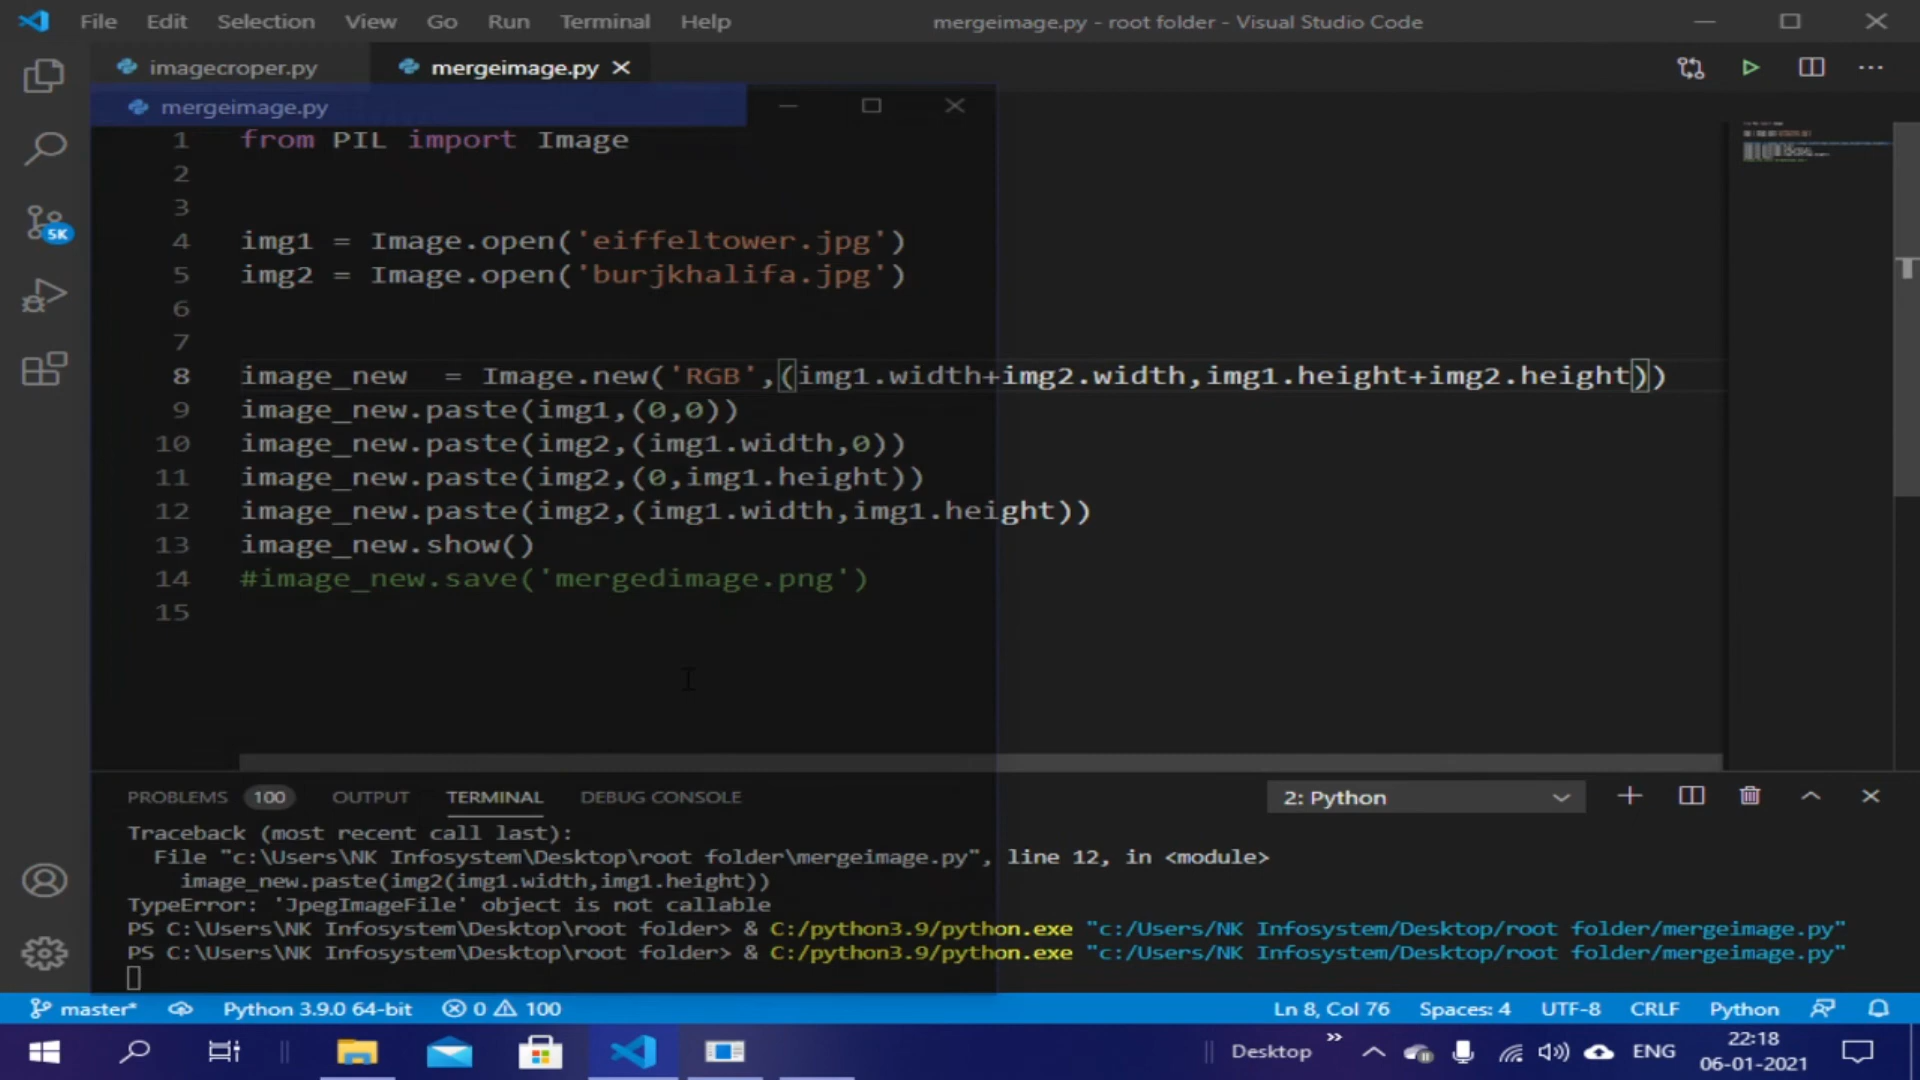 File Edit Selection View Go Run Terminal Help mergeimage.py - root folder - Visual Studio Code
imagecroper.py mergeimage.py
mergeimage.py
1 from PIL import Image
2
3
4 img1 = Image.open('eiffeltower.jpg')
5 img2 = Image.open('burjkhalifa.jpg')
6
7
8 image_new  = Image.new('RGB',(img1.width+img2.width,img1.height+img2.height))
9 image_new.paste(img1,(0,0))
10 image_new.paste(img2,(img1.width,0))
11 image_new.paste(img2,(0,img1.height))
12 image_new.paste(img2,(img1.width,img1.height))
13 image_new.show()
14 #image_new.save('mergedimage.png')
15
5K
PROBLEMS 100 OUTPUT TERMINAL DEBUG CONSOLE 2: Python
Traceback (most recent call last):
File "c:\Users\NK Infosystem\Desktop\root folder\mergeimage.py", line 12, in <module>
image_new.paste(img2(img1.width,img1.height))
TypeError: 'JpegImageFile' object is not callable
PS C:\Users\NK Infosystem\Desktop\root folder> & C:/python3.9/python.exe "c:/Users/NK Infosystem/Desktop/root folder/mergeimage.py"
PS C:\Users\NK Infosystem\Desktop\root folder> & C:/python3.9/python.exe "c:/Users/NK Infosystem/Desktop/root folder/mergeimage.py"
master* Python 3.9.0 64-bit 0 100 Ln 8, Col 76 Spaces: 4 UTF-8 CRLF Python
Desktop ENG 22:18
06-01-2021